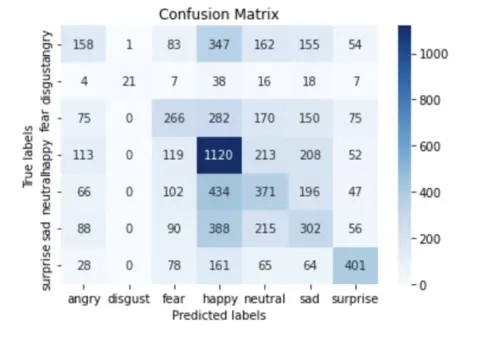 Confusion Matrix
angry 158 1 83 347 162 155 54
disgust 4 21 7 38 16 18 7
fear 75 0 266 282 170 150 75
happy 113 0 119 1120 213 208 52
neutral 66 0 102 434 371 196 47
sad 88 0 90 388 215 302 56
surprise 28 0 78 161 65 64 401
angry disgust fear happy neutral sad surprise
Predicted labels
True labels
1000
800
600
400
200
0